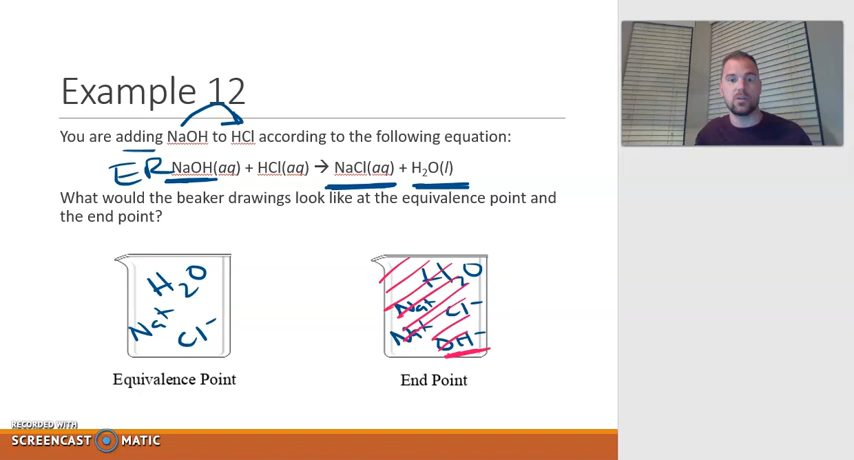 Example 12
You are adding NaOH to HCl according to the following equation:
ER NaOH(aq) + HCl(aq) → NaCl(aq) + H₂O(l)
What would the beaker drawings look like at the equivalence point and
the end point?
H₂O
Na⁺ Cl⁻
Equivalence Point
H₂O
Na⁺ Cl⁻
Na⁺ OH⁻
End Point
RECORDED WITH
SCREENCAST MATIC